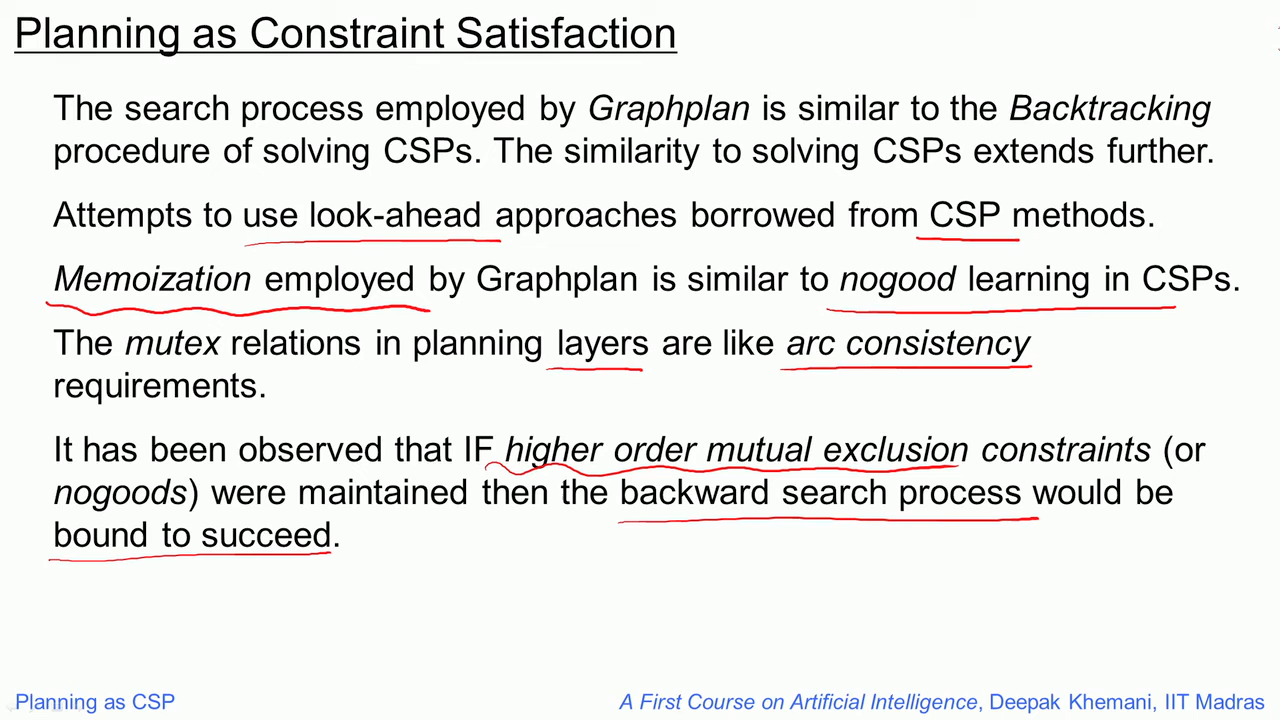 Planning as Constraint Satisfaction
The search process employed by Graphplan is similar to the Backtracking
procedure of solving CSPs. The similarity to solving CSPs extends further.
Attempts to use look-ahead approaches borrowed from CSP methods.
Memoization employed by Graphplan is similar to nogood learning in CSPs.
The mutex relations in planning layers are like arc consistency
requirements.
It has been observed that IF higher order mutual exclusion constraints (or
nogoods) were maintained then the backward search process would be
bound to succeed.
Planning as CSP
A First Course on Artificial Intelligence, Deepak Khemani, IIT Madras